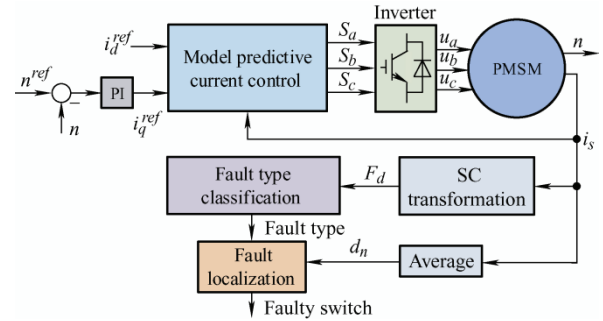 Inverter
i_d^ref
Model predictive
current control
S_a
S_b
S_c
u_a
u_b
u_c
PMSM
n
n^ref
−
PI
n
i_q^ref
i_s
Fault type
classification
F_d
SC
transformation
Fault type
Fault
localization
d_n
Average
Faulty switch